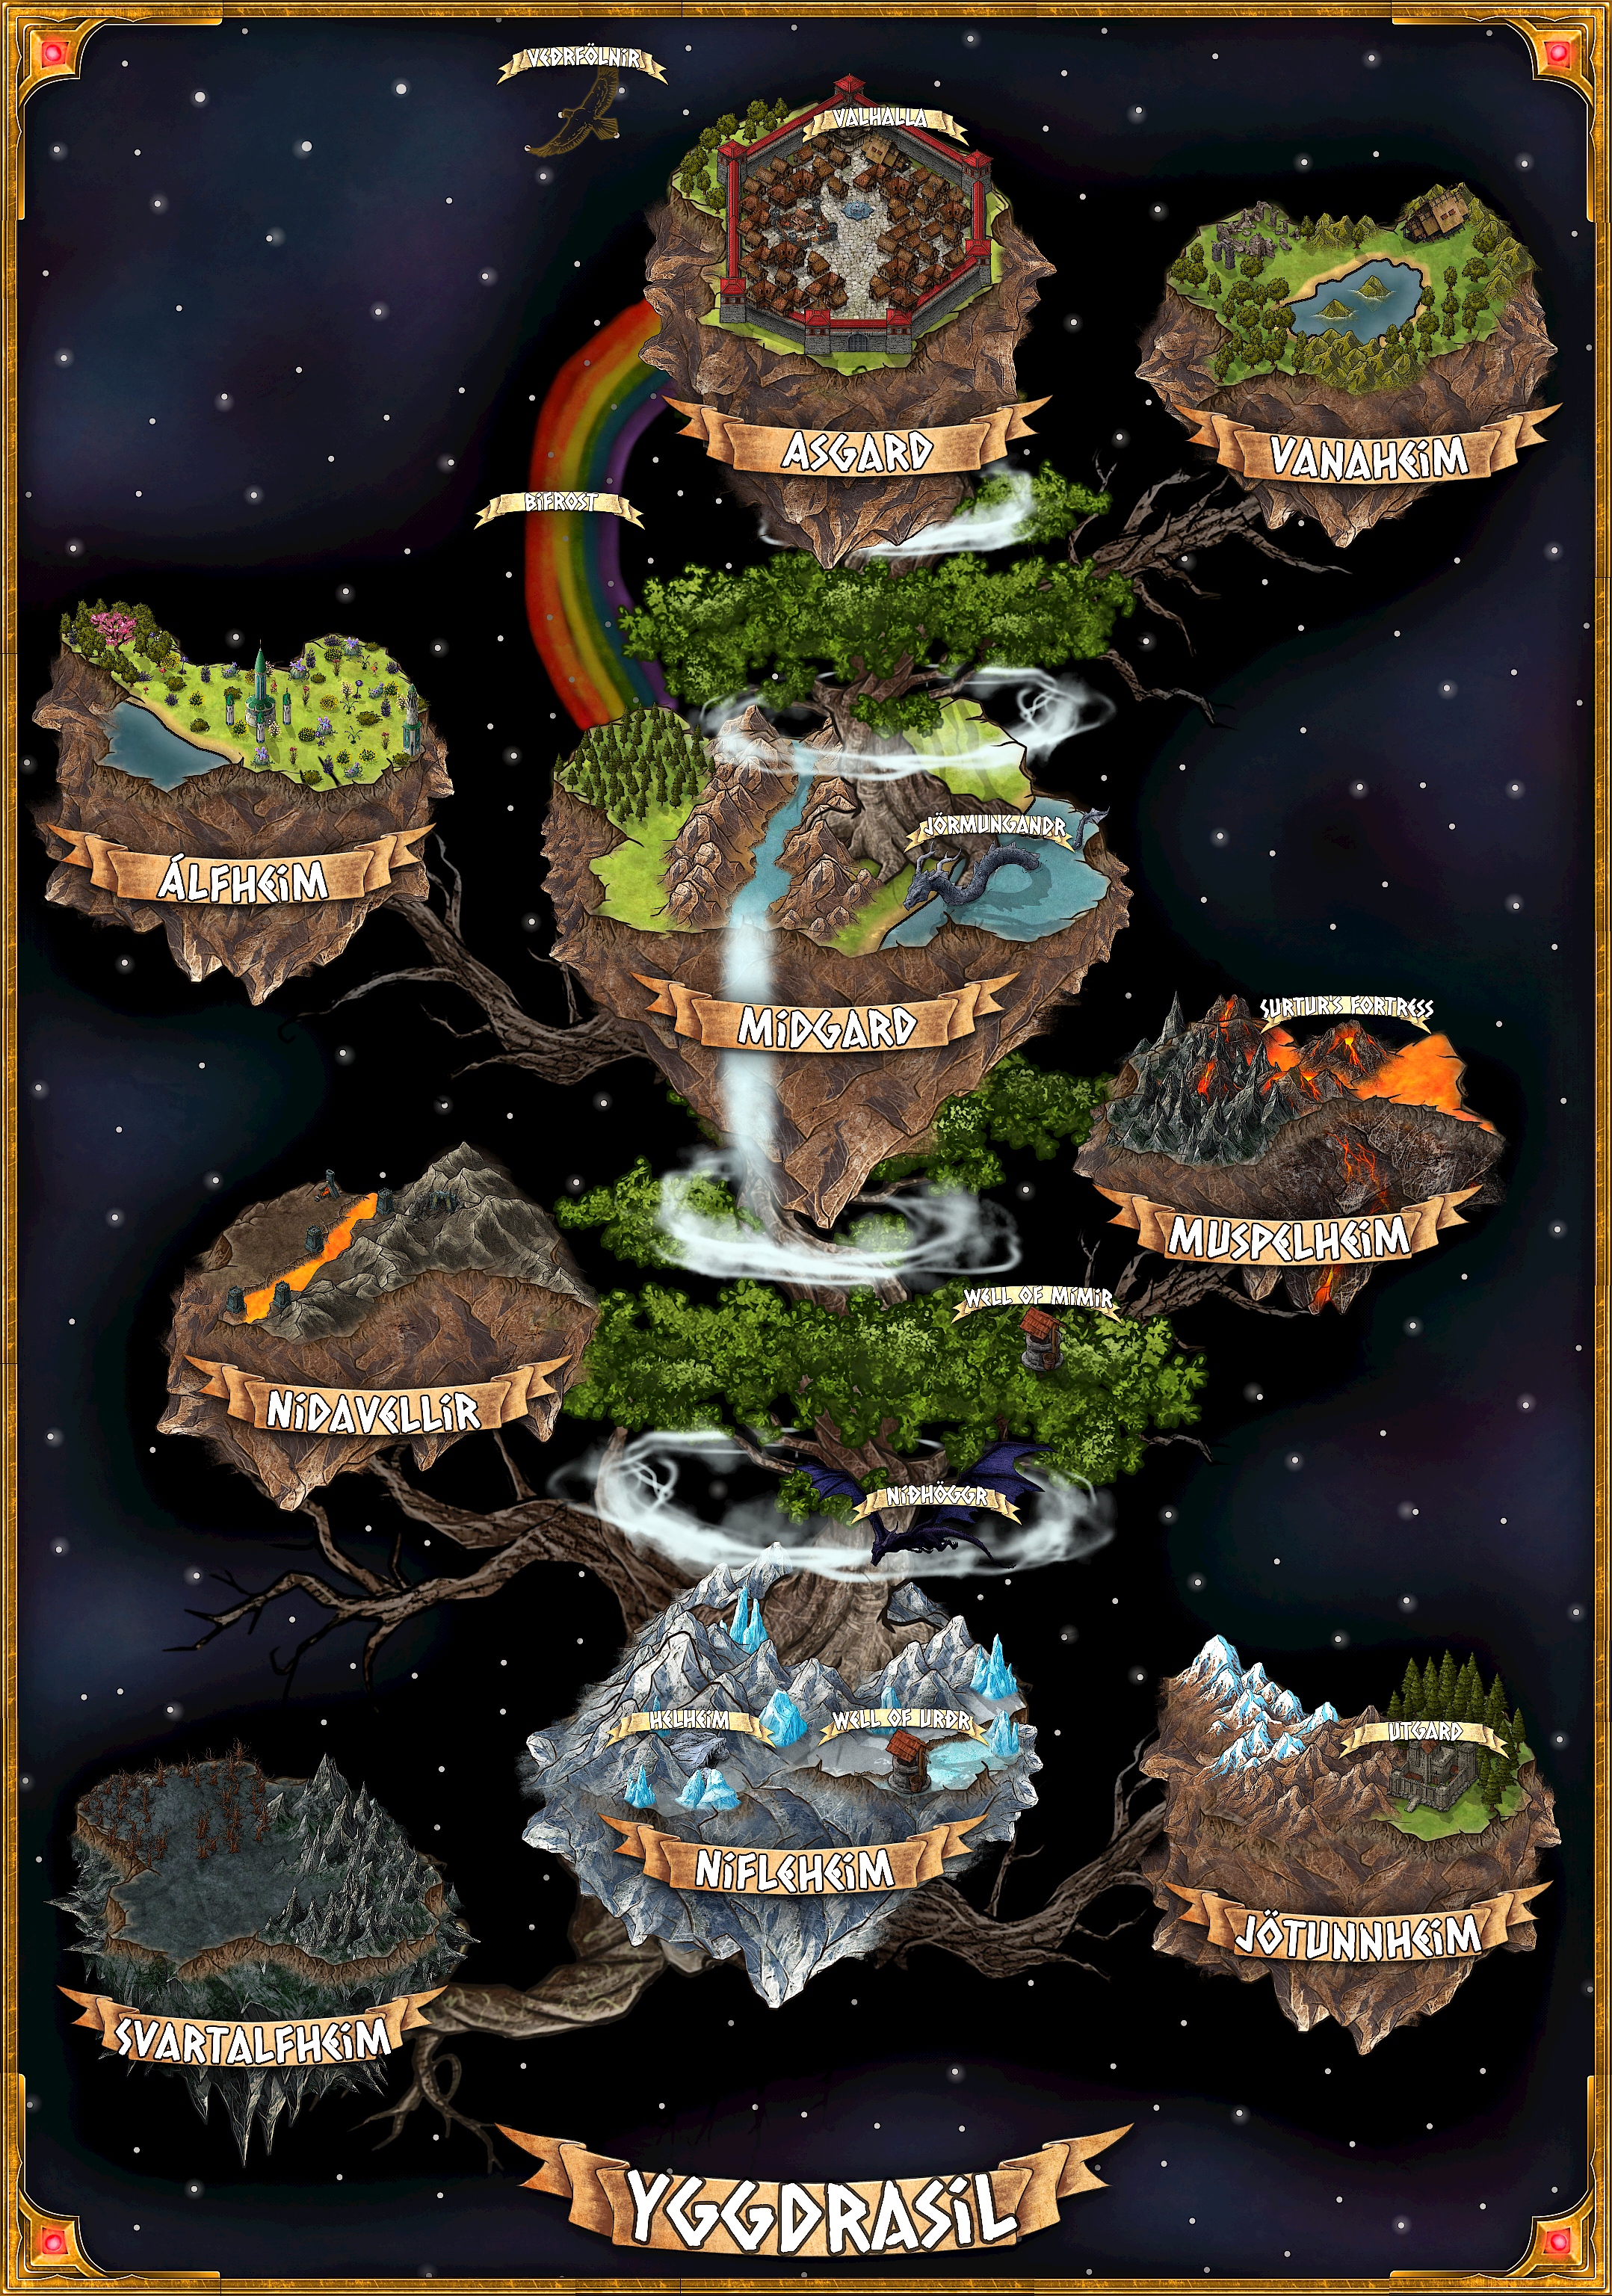 VEÐRFÖLNIR
VALHALLA
ASGARD
VANAHEIM
BIFROST
JÖRMUNGANDR
ÁLFHEIM
MIDGARD
SURTUR'S FORTRESS
MUSPELHEIM
WELL OF MIMIR
NIDAVELLIR
NIDHÖGGR
HELHEIM
WELL OF URDR
UTGARD
NIFLEHEIM
JÖTUNNHEIM
SVARTALFHEIM
YGGDRASIL